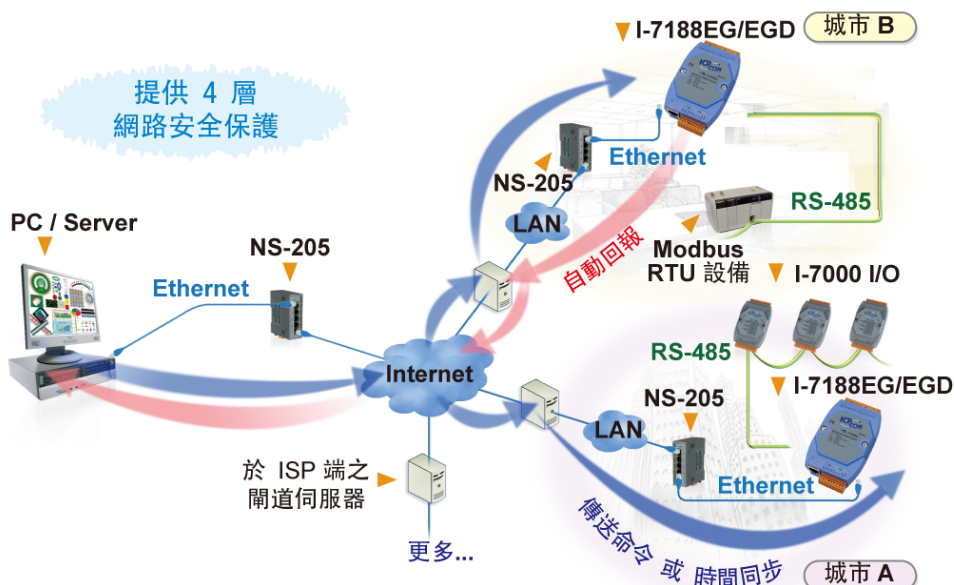 I-7188EG/EGD
城市 B
提供 4 層
網路安全保護
Ethernet
NS-205
LAN
RS-485
Modbus
RTU 設備
自動回報
PC / Server
NS-205
Ethernet
I-7000 I/O
RS-485
Internet
I-7188EG/EGD
NS-205
LAN
Ethernet
於 ISP 端之
閘道伺服器
更多...
傳送命令 或 時間同步
城市 A